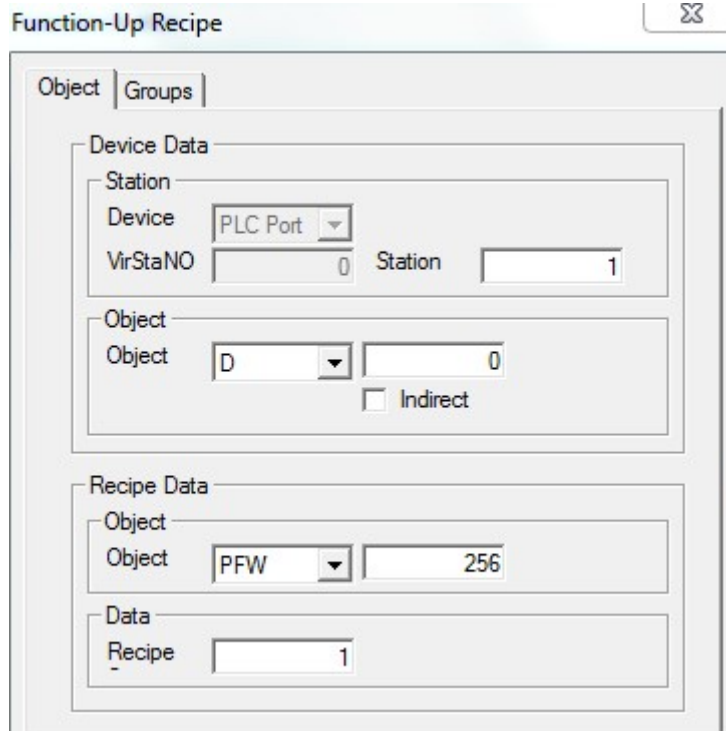 Function-Up Recipe
Object Groups
Device Data
Station
Device PLC Port
VirStaNO 0 Station 1
Object
Object D 0
Indirect
Recipe Data
Object
Object PFW 256
Data
Recipe 1